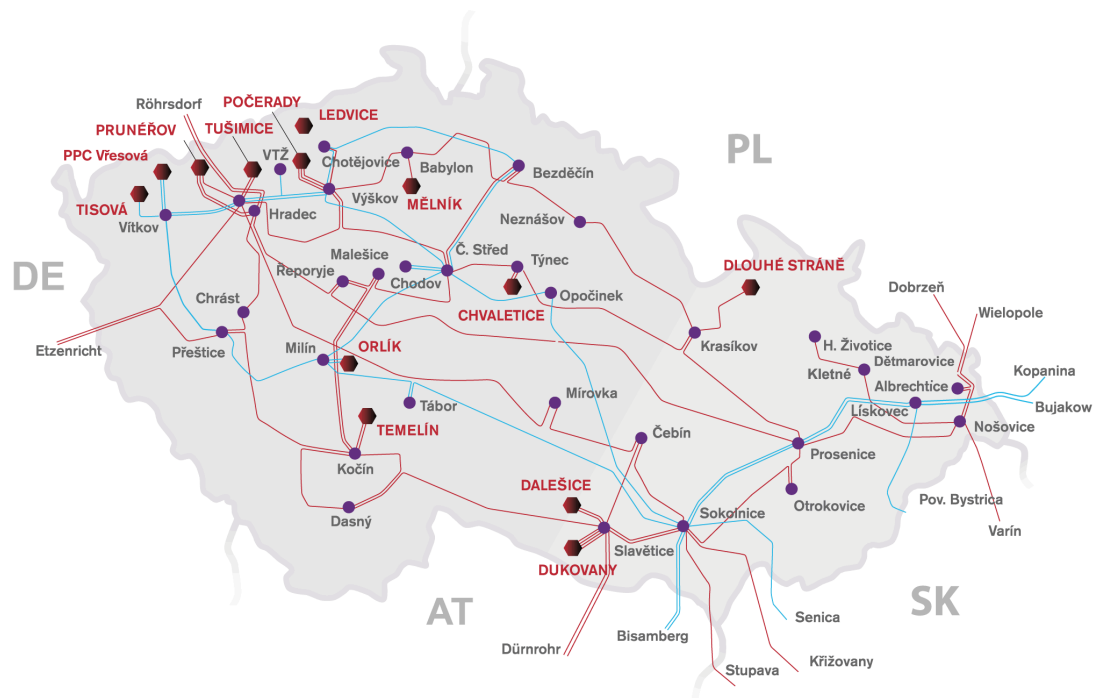 Röhrsdorf
POČERADY
LEDVICE
PRUNÉŘOV
TUŠIMICE
PL
PPC Vřesová
VTŽ
Chotějovice
Babylon
Bezděčín
Výškov
MĚLNÍK
TISOVÁ
Hradec
Neznášov
Vítkov
Č. Střed
Malešice
Týnec
DLOUHÉ STRÁNĚ
DE
Řeporyje
Chodov
Dobrzeń
Opočinek
Chrást
CHVALETICE
Wielopole
Krasíkov
H. Životice
Etzenricht
Přeštice
Milín
ORLÍK
Dětmarovice
Kletné
Kopanina
Albrechtíce
Mírovka
Tábor
Lískovec
Bujakow
TEMELÍN
Čebín
Nošovice
Prosenice
Kočín
DALEŠICE
Pov. Bystrica
Otrokovice
Dasný
Sokolnice
Varín
Slavětice
DUKOVANY
SK
AT
Senica
Bisamberg
Dürnrohr
Křižovany
Stupava